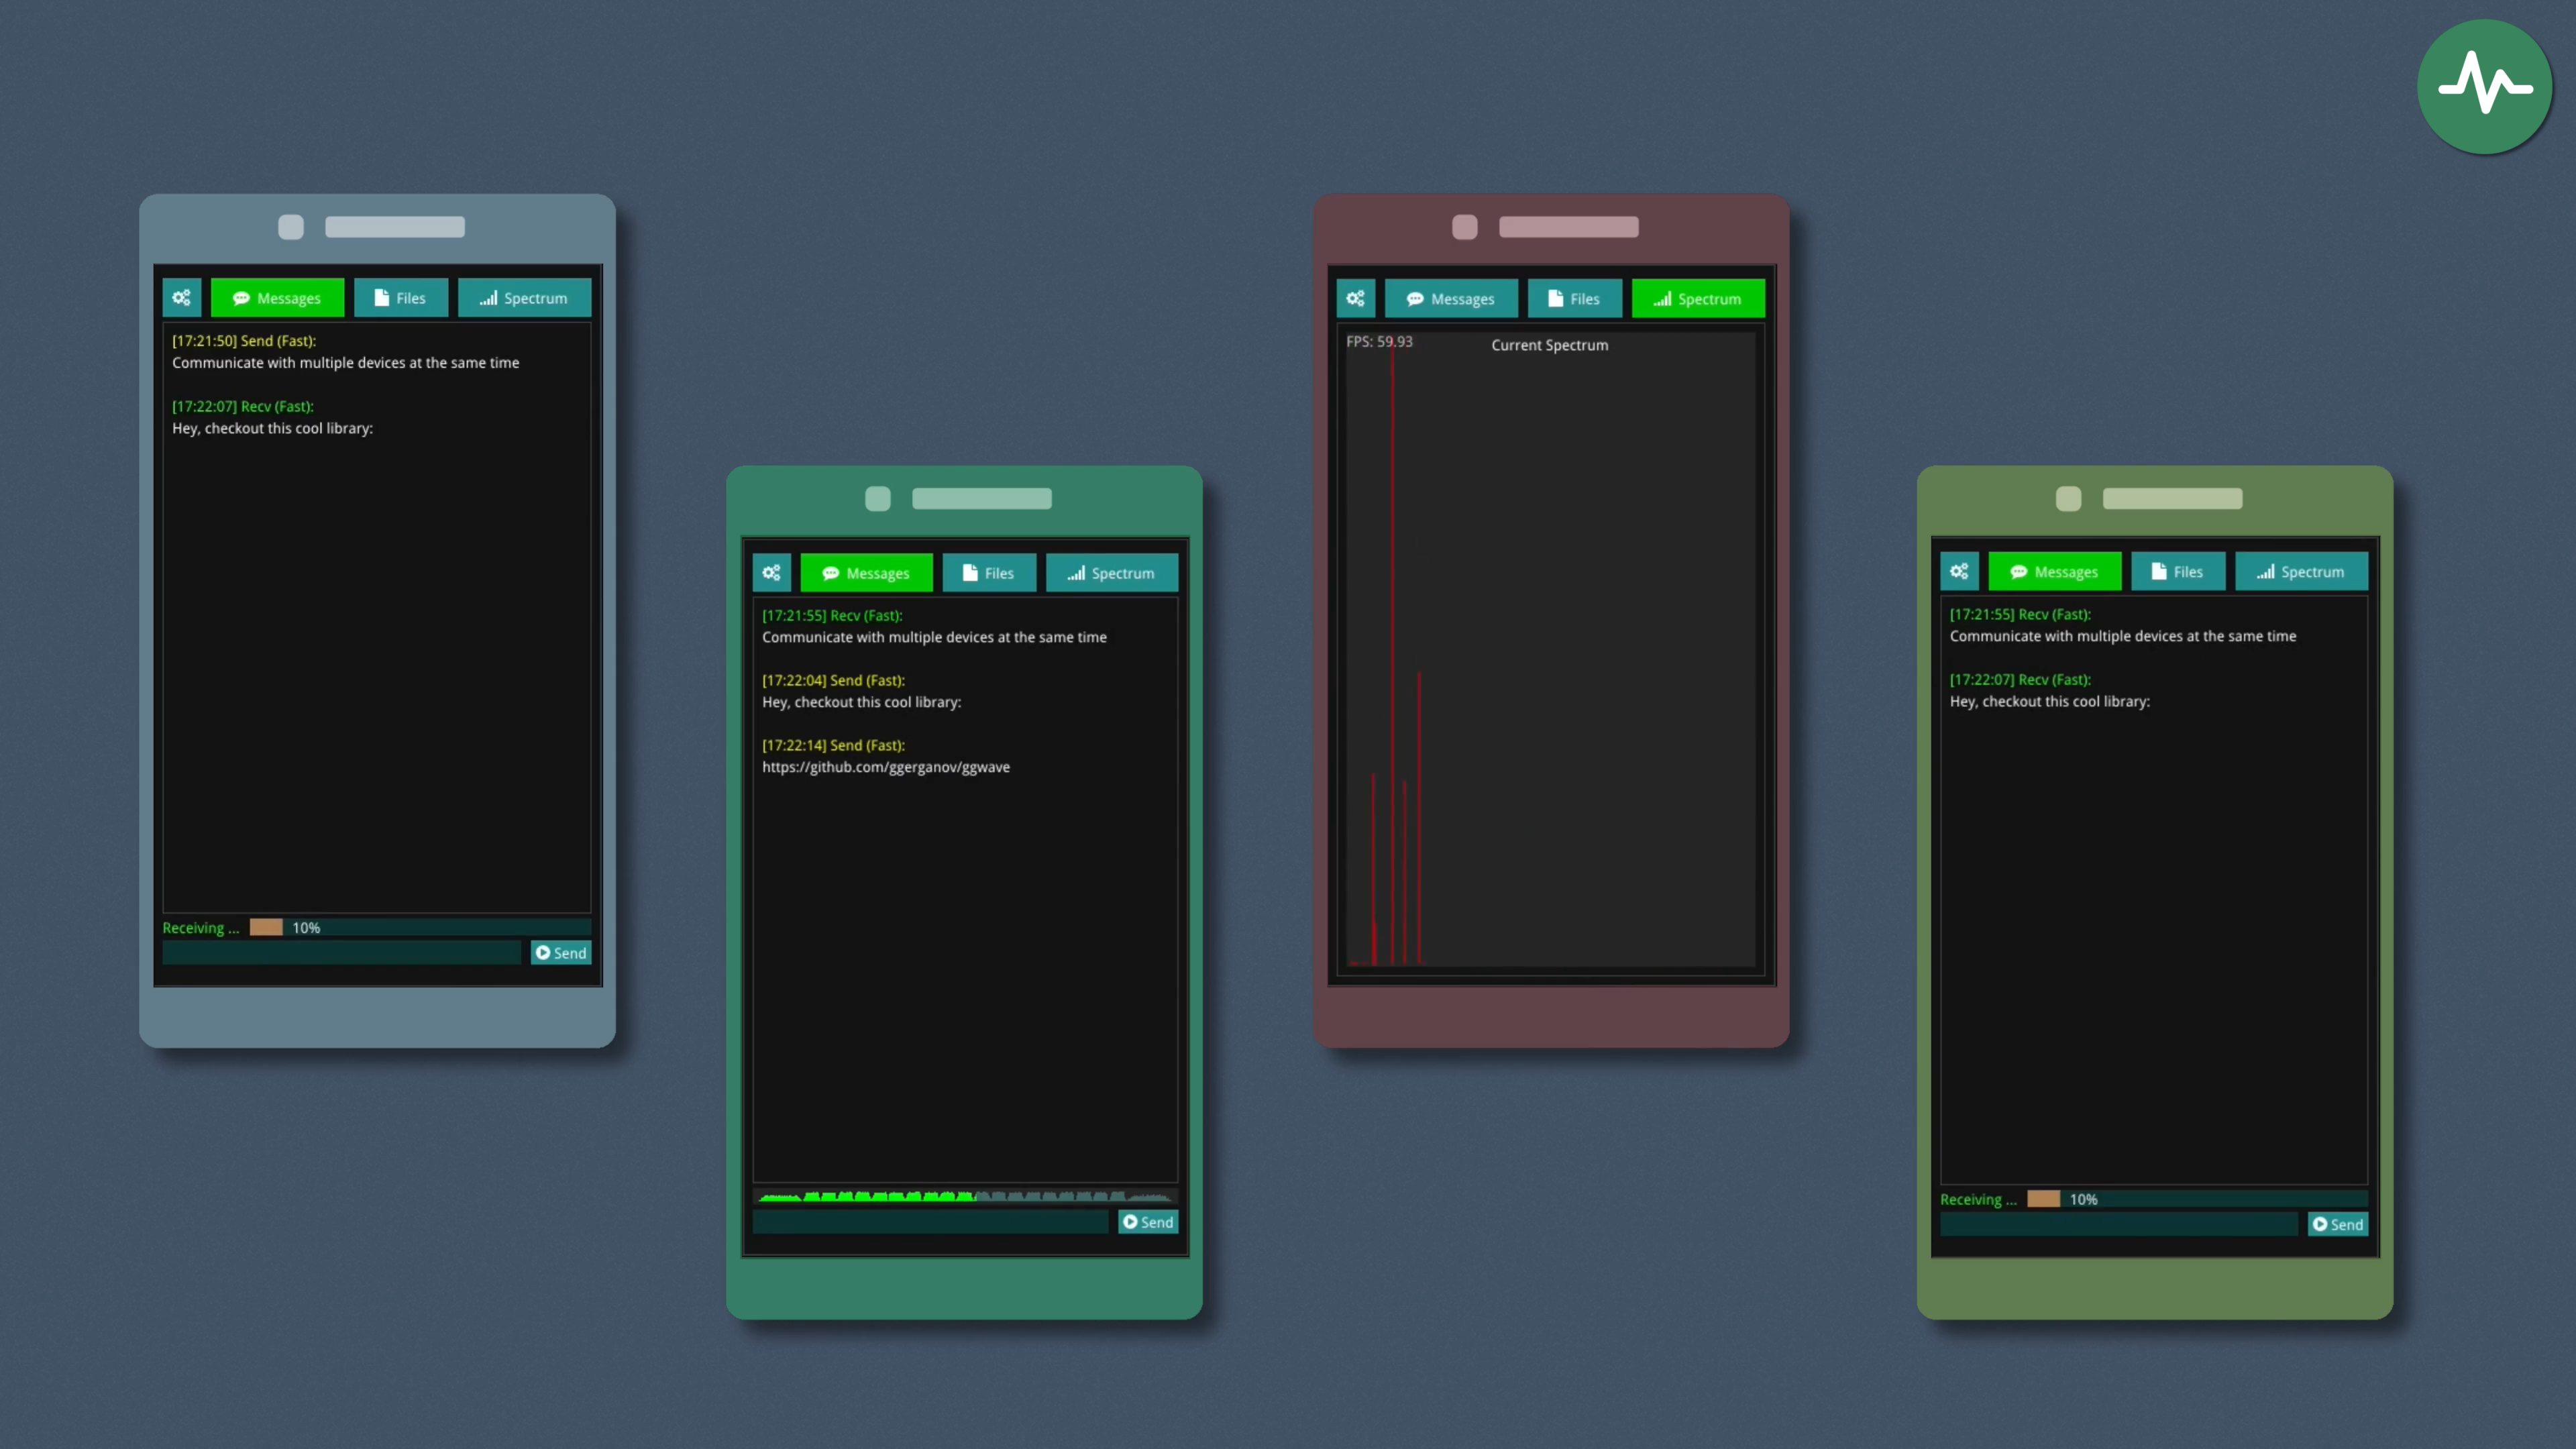 Messages
Files
Spectrum
[17:21:50] Send (Fast):
Communicate with multiple devices at the same time
[17:22:07] Recv (Fast):
Hey, checkout this cool library:
Receiving ... 10%
Send
Messages
Files
Spectrum
[17:21:55] Recv (Fast):
Communicate with multiple devices at the same time
[17:22:04] Send (Fast):
Hey, checkout this cool library:
[17:22:14] Send (Fast):
https://github.com/ggerganov/ggwave
Send
Messages
Files
Spectrum
FPS: 59.93
Current Spectrum
Messages
Files
Spectrum
[17:21:55] Recv (Fast):
Communicate with multiple devices at the same time
[17:22:07] Recv (Fast):
Hey, checkout this cool library:
Receiving ... 10%
Send